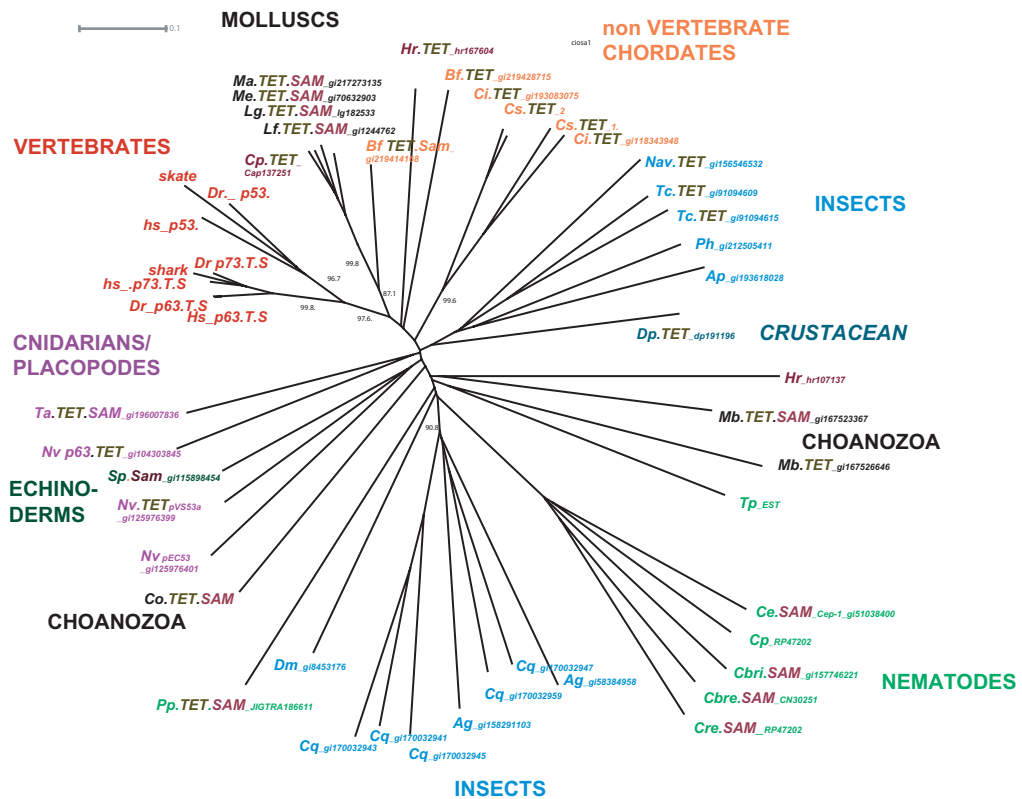 0.1
MOLLUSCS
non VERTEBRATE
CHORDATES
ciosa1
Hr.TET_hr167604
Bf.TET_gi219428715
Ma.TET.SAM_gi217273135
Me.TET.SAM_gi70632903
Lg.TET.SAM_lg182533
Lf.TET.SAM_gi1244762
Ci.TET_gi193083075
Cs.TET_2
Cs.TET_1.
Ci.TET_gi118343948
Bf TET.Sam_
gi219414168
Cp.TET_
Cap137251
VERTEBRATES
skate
Dr._ p53.
hs_p53.
shark
Dr p73.T.S
hs_.p73.T.S
Dr_p63.T.S
Hs_p63.T.S
99.8
96.7
87.1
99.8.
97.6.
99.6
90.8
Nav.TET_gi156546532
Tc.TET_gi91094609
Tc.TET_gi91094615
INSECTS
Ph_gi212505411
Ap_gi193618028
Dp.TET_dp191196
CRUSTACEAN
Hr_hr107137
Mb.TET.SAM_gi167523367
CHOANOZOA
Mb.TET_gi167526646
Tp_EST
CNIDARIANS/
PLACOPODES
Ta.TET.SAM_gi196007836
Nv p63.TET_gi104303845
Sp.Sam_gi115898454
ECHINO-
DERMS
Nv.TETpVS53a
_gi125976399
Nv pEC53
_gi125976401
Co.TET.SAM
CHOANOZOA
Dm_gi8453176
Pp.TET.SAM_JIGTRA186611
Cq_gi170032943
Cq_gi170032941
Cq_gi170032945
Ag_gi158291103
Cq_gi170032959
Cq_gi170032947
Ag_gi58384958
INSECTS
Ce.SAM_Cep-1_gi51038400
Cp_RP47202
Cbri.SAM_gi157746221
NEMATODES
Cbre.SAM_CN30251
Cre.SAM_RP47202